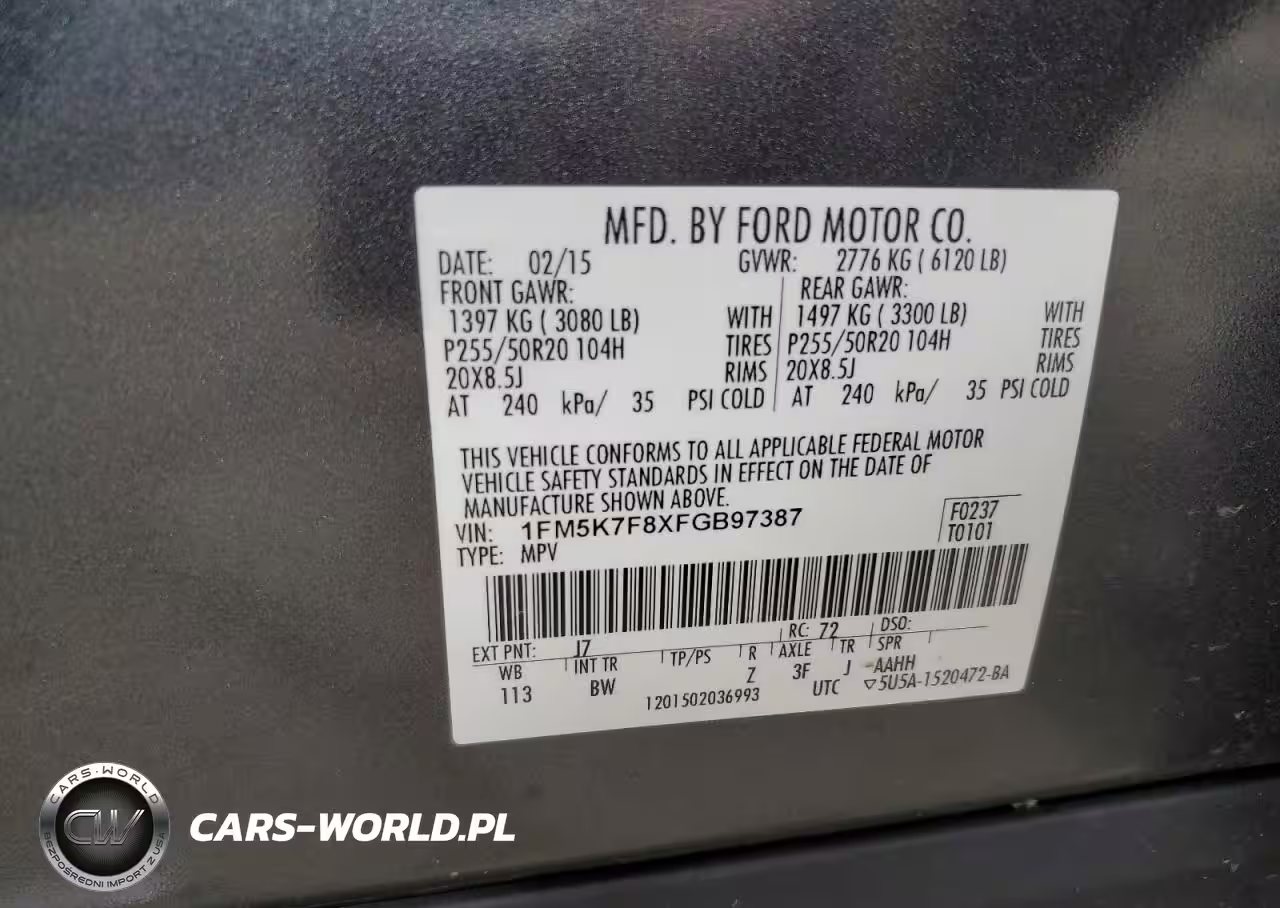 MFD. BY FORD MOTOR CO.
DATE: 02/15 GVWR: 2776 KG ( 6120 LB)
FRONT GAWR: REAR GAWR:
1397 KG ( 3080 LB) WITH 1497 KG ( 3300 LB) WITH
P255/50R20 104H TIRES P255/50R20 104H TIRES
20X8.5J RIMS 20X8.5J RIMS
AT 240 kPa/ 35 PSI COLD AT 240 kPa/ 35 PSI COLD
THIS VEHICLE CONFORMS TO ALL APPLICABLE FEDERAL MOTOR
VEHICLE SAFETY STANDARDS IN EFFECT ON THE DATE OF
MANUFACTURE SHOWN ABOVE.
VIN: 1FM5K7F8XFGB97387 F0237
TYPE: MPV T0101
EXT PNT: J7 RC: 72 DSO:
WB INT TR TP/PS R AXLE TR SPR
113 BW Z 3F J AAHH
1201502036993 UTC ▽5U5A-1520472-BA
CARS-WORLD
CW
BEZPOŚREDNI IMPORT Z USA
CARS-WORLD.PL